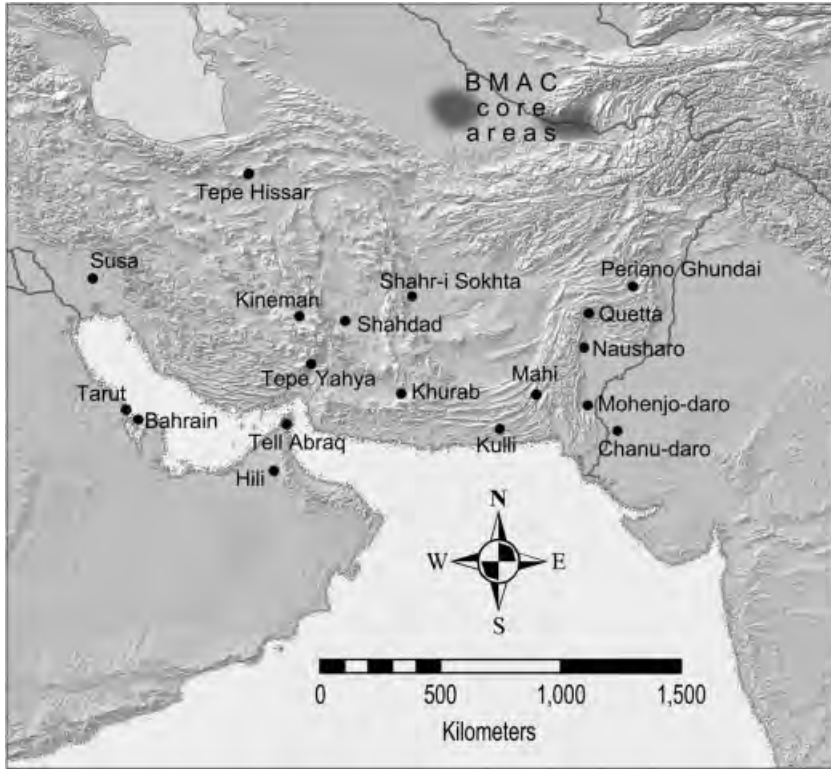 BMAC
core
areas
Tepe Hissar
Susa
Periano Ghundai
Shahr-i Sokhta
Kineman
Quetta
Shahdad
Nausharo
Tepe Yahya
Mahi
Khurab
Tarut
Mohenjo-daro
Bahrain
Tell Abraq
Kulli
Chanu-daro
Hili
N
W E
S
0 500 1,000 1,500
Kilometers